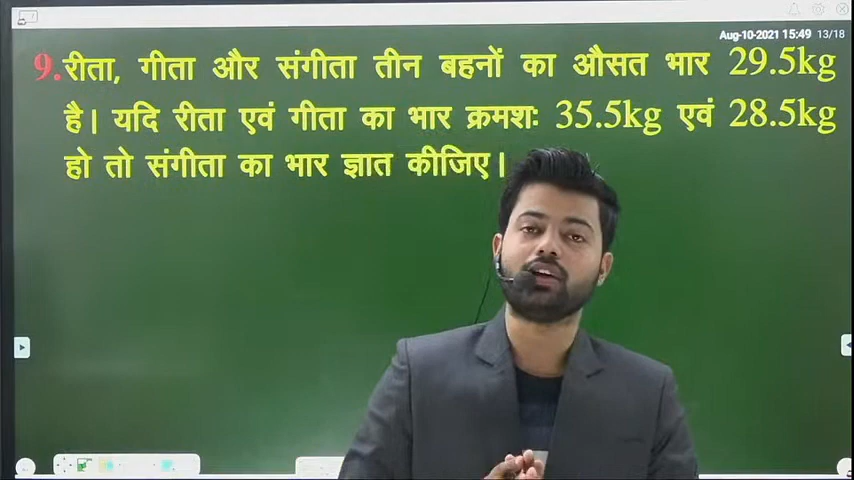 Aug-10-2021 15:49 13/18
9.रीता, गीता और संगीता तीन बहनों का औसत भार 29.5kg
है। यदि रीता एवं गीता का भार क्रमशः 35.5kg एवं 28.5kg
हो तो संगीता का भार ज्ञात कीजिए।